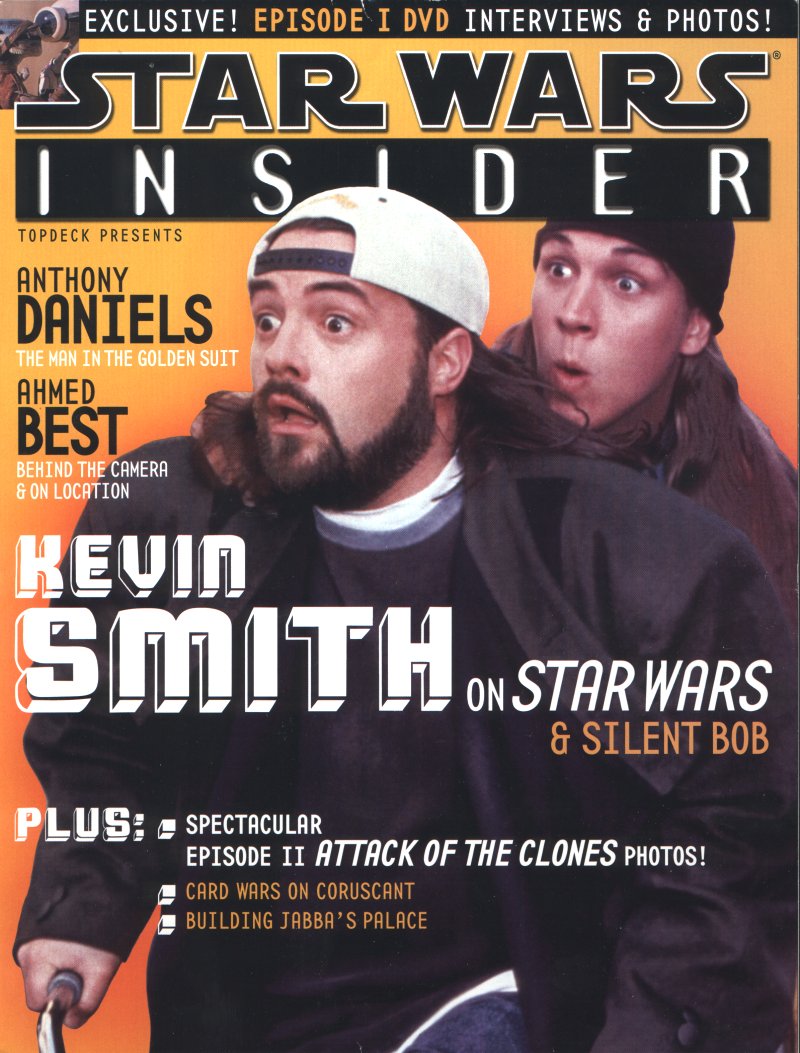 EXCLUSIVE! EPISODE I DVD INTERVIEWS & PHOTOS!
STAR WARS®
INSIDER
TOPDECK PRESENTS
ANTHONY
DANIELS
THE MAN IN THE GOLDEN SUIT
AHMED
BEST
BEHIND THE CAMERA
& ON LOCATION
KEVIN
SMITH ON STAR WARS
& SILENT BOB
PLUS: SPECTACULAR
EPISODE II ATTACK OF THE CLONES PHOTOS!
CARD WARS ON CORUSCANT
BUILDING JABBA'S PALACE